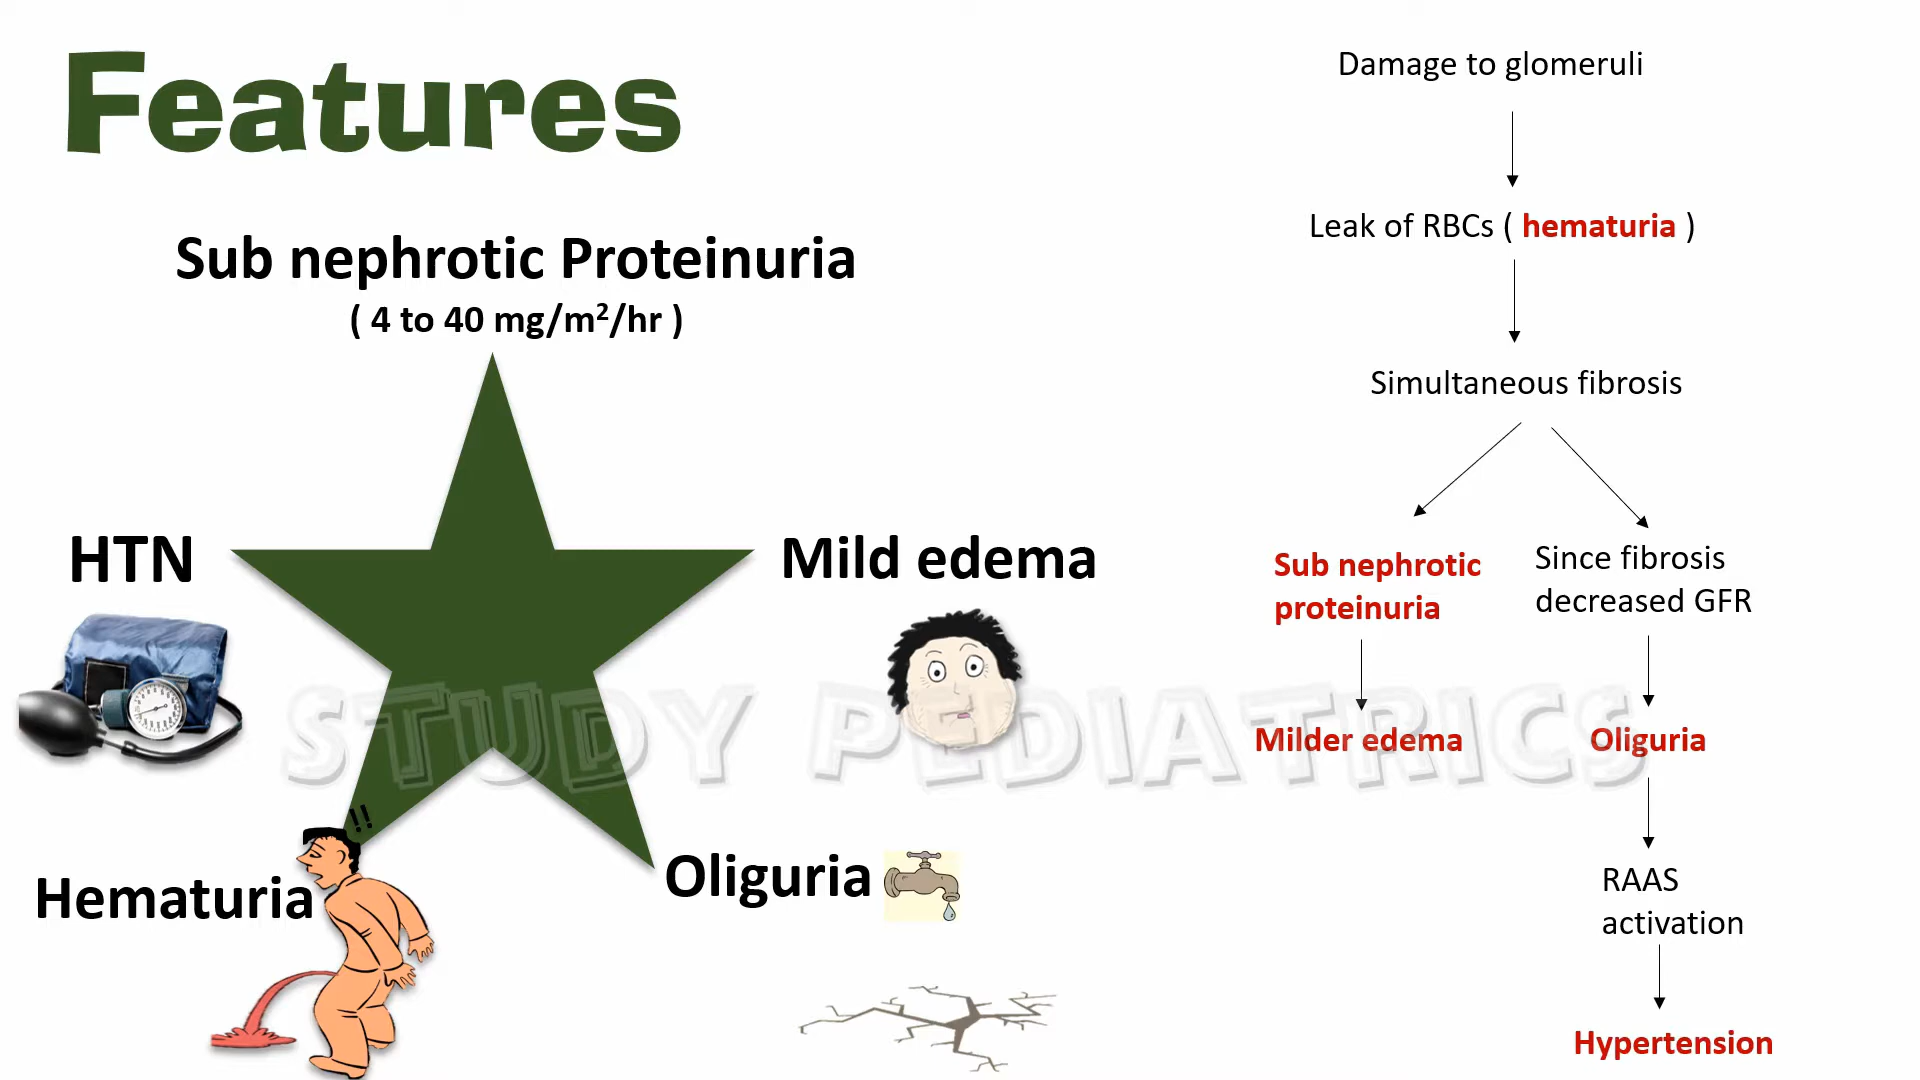 Features
Sub nephrotic Proteinuria
( 4 to 40 mg/m²/hr )
HTN
Mild edema
Hematuria
!!
Oliguria
Damage to glomeruli
Leak of RBCs ( hematuria )
Simultaneous fibrosis
Sub nephrotic
proteinuria
Milder edema
Since fibrosis
decreased GFR
Oliguria
RAAS
activation
Hypertension
STUDY PEDIATRICS